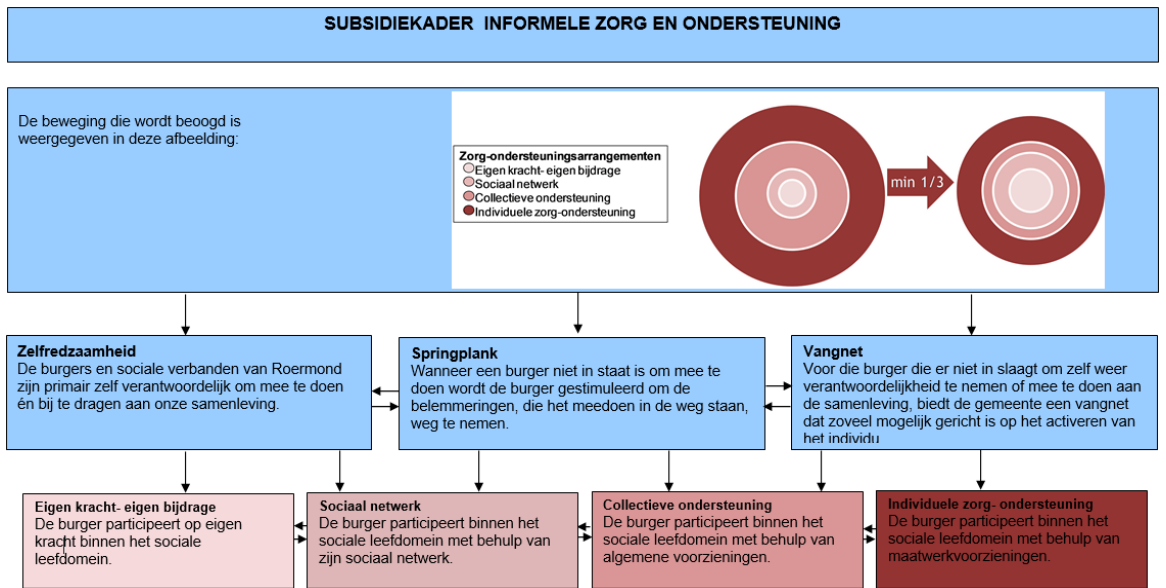 SUBSIDIEKADER INFORMELE ZORG EN ONDERSTEUNING
De beweging die wordt beoogd is
weergegeven in deze afbeelding:
Zorg-ondersteuningsarrangementen
Eigen kracht- eigen bijdrage
Sociaal netwerk
Collectieve ondersteuning
Individuele zorg-ondersteuning
min 1/3
Zelfredzaamheid
De burgers en sociale verbanden van Roermond
zijn primair zelf verantwoordelijk om mee te doen
én bij te dragen aan onze samenleving.
Springplank
Wanneer een burger niet in staat is om mee te
doen wordt de burger gestimuleerd om de
belemmeringen, die het meedoen in de weg staan,
weg te nemen.
Vangnet
Voor die burger die er niet in slaagt om zelf weer
verantwoordelijkheid te nemen of mee te doen aan
de samenleving, biedt de gemeente een vangnet
dat zoveel mogelijk gericht is op het activeren van
het individu
Eigen kracht- eigen bijdrage
De burger participeert op eigen
kracht binnen het sociale
leefdomein.
Sociaal netwerk
De burger participeert binnen het
sociale leefdomein met behulp van
zijn sociaal netwerk.
Collectieve ondersteuning
De burger participeert binnen het
sociale leefdomein met behulp van
algemene voorzieningen.
Individuele zorg- ondersteuning
De burger participeert binnen het
sociale leefdomein met behulp van
maatwerkvoorzieningen.